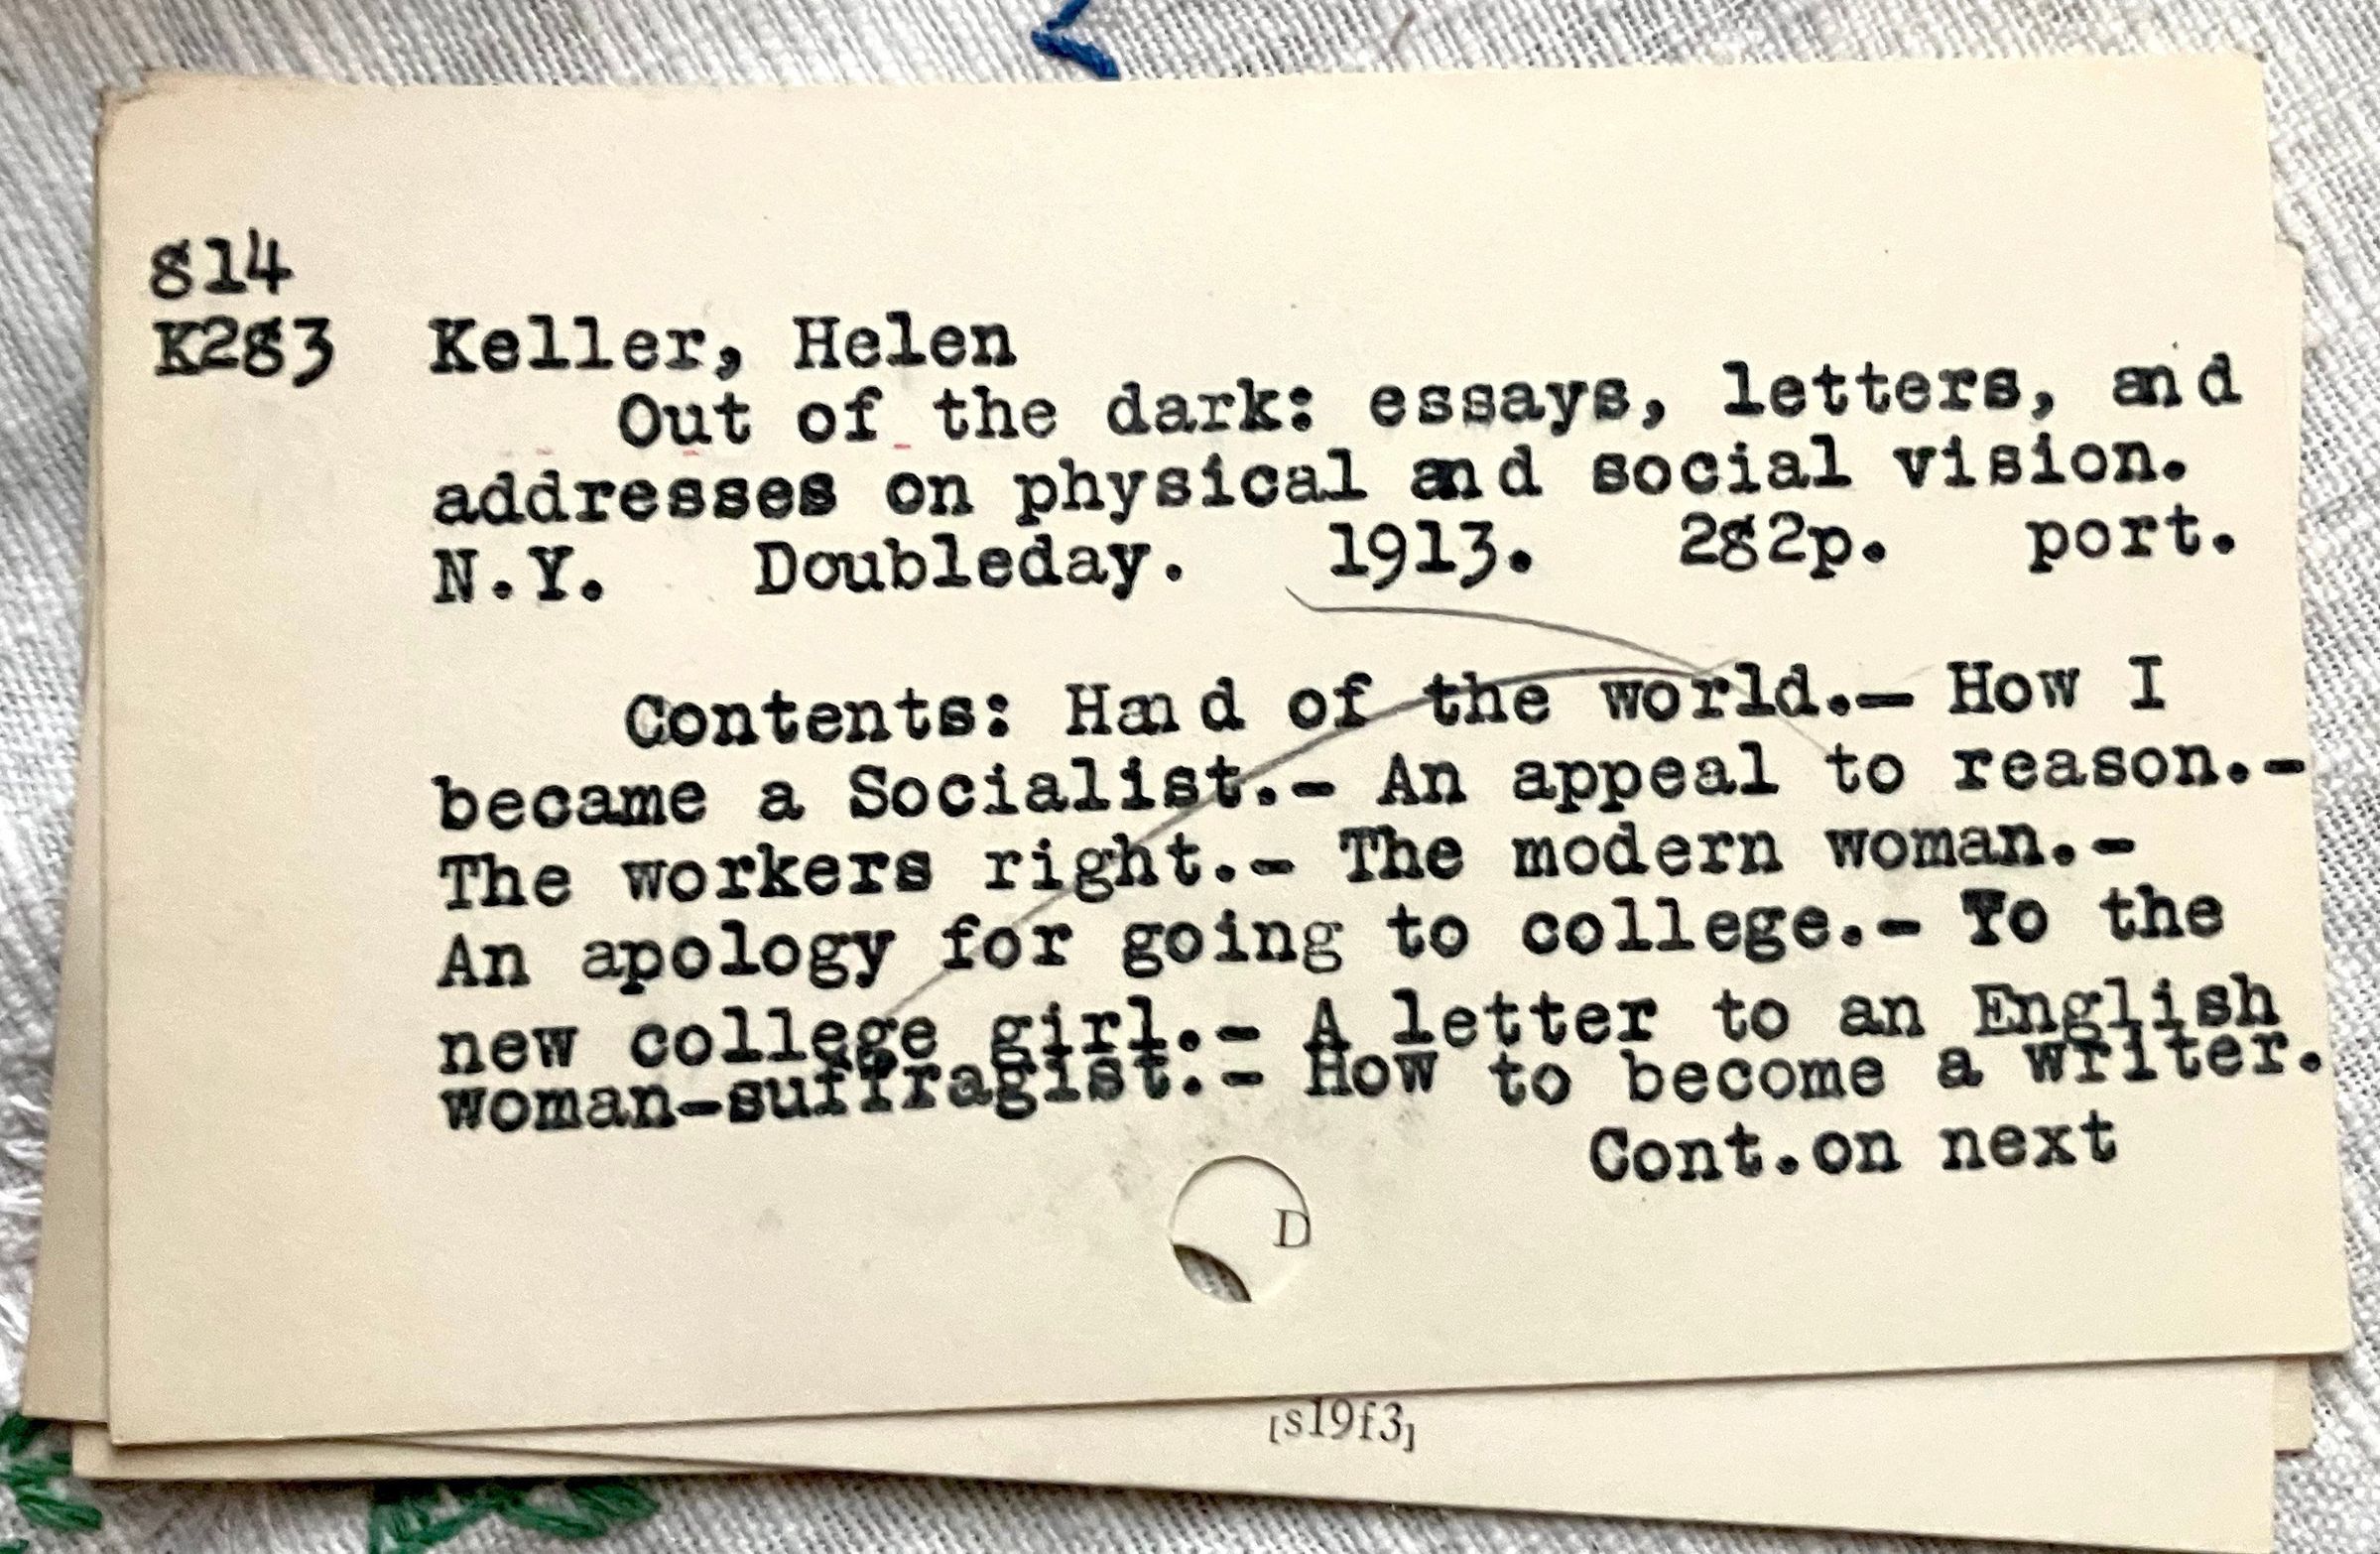 814
K283 Keller, Helen
Out of the dark: essays, letters, and
addresses on physical and social vision.
N.Y. Doubleday. 1913. 282p. port.
Contents: Hand of the world.- How I
became a Socialist.- An appeal to reason.-
The workers right.- The modern woman.-
An apology for going to college.- To the
new college girl.- A letter to an English
woman-suffragist.- How to become a writer.
Cont.on next
D
[s19f3]